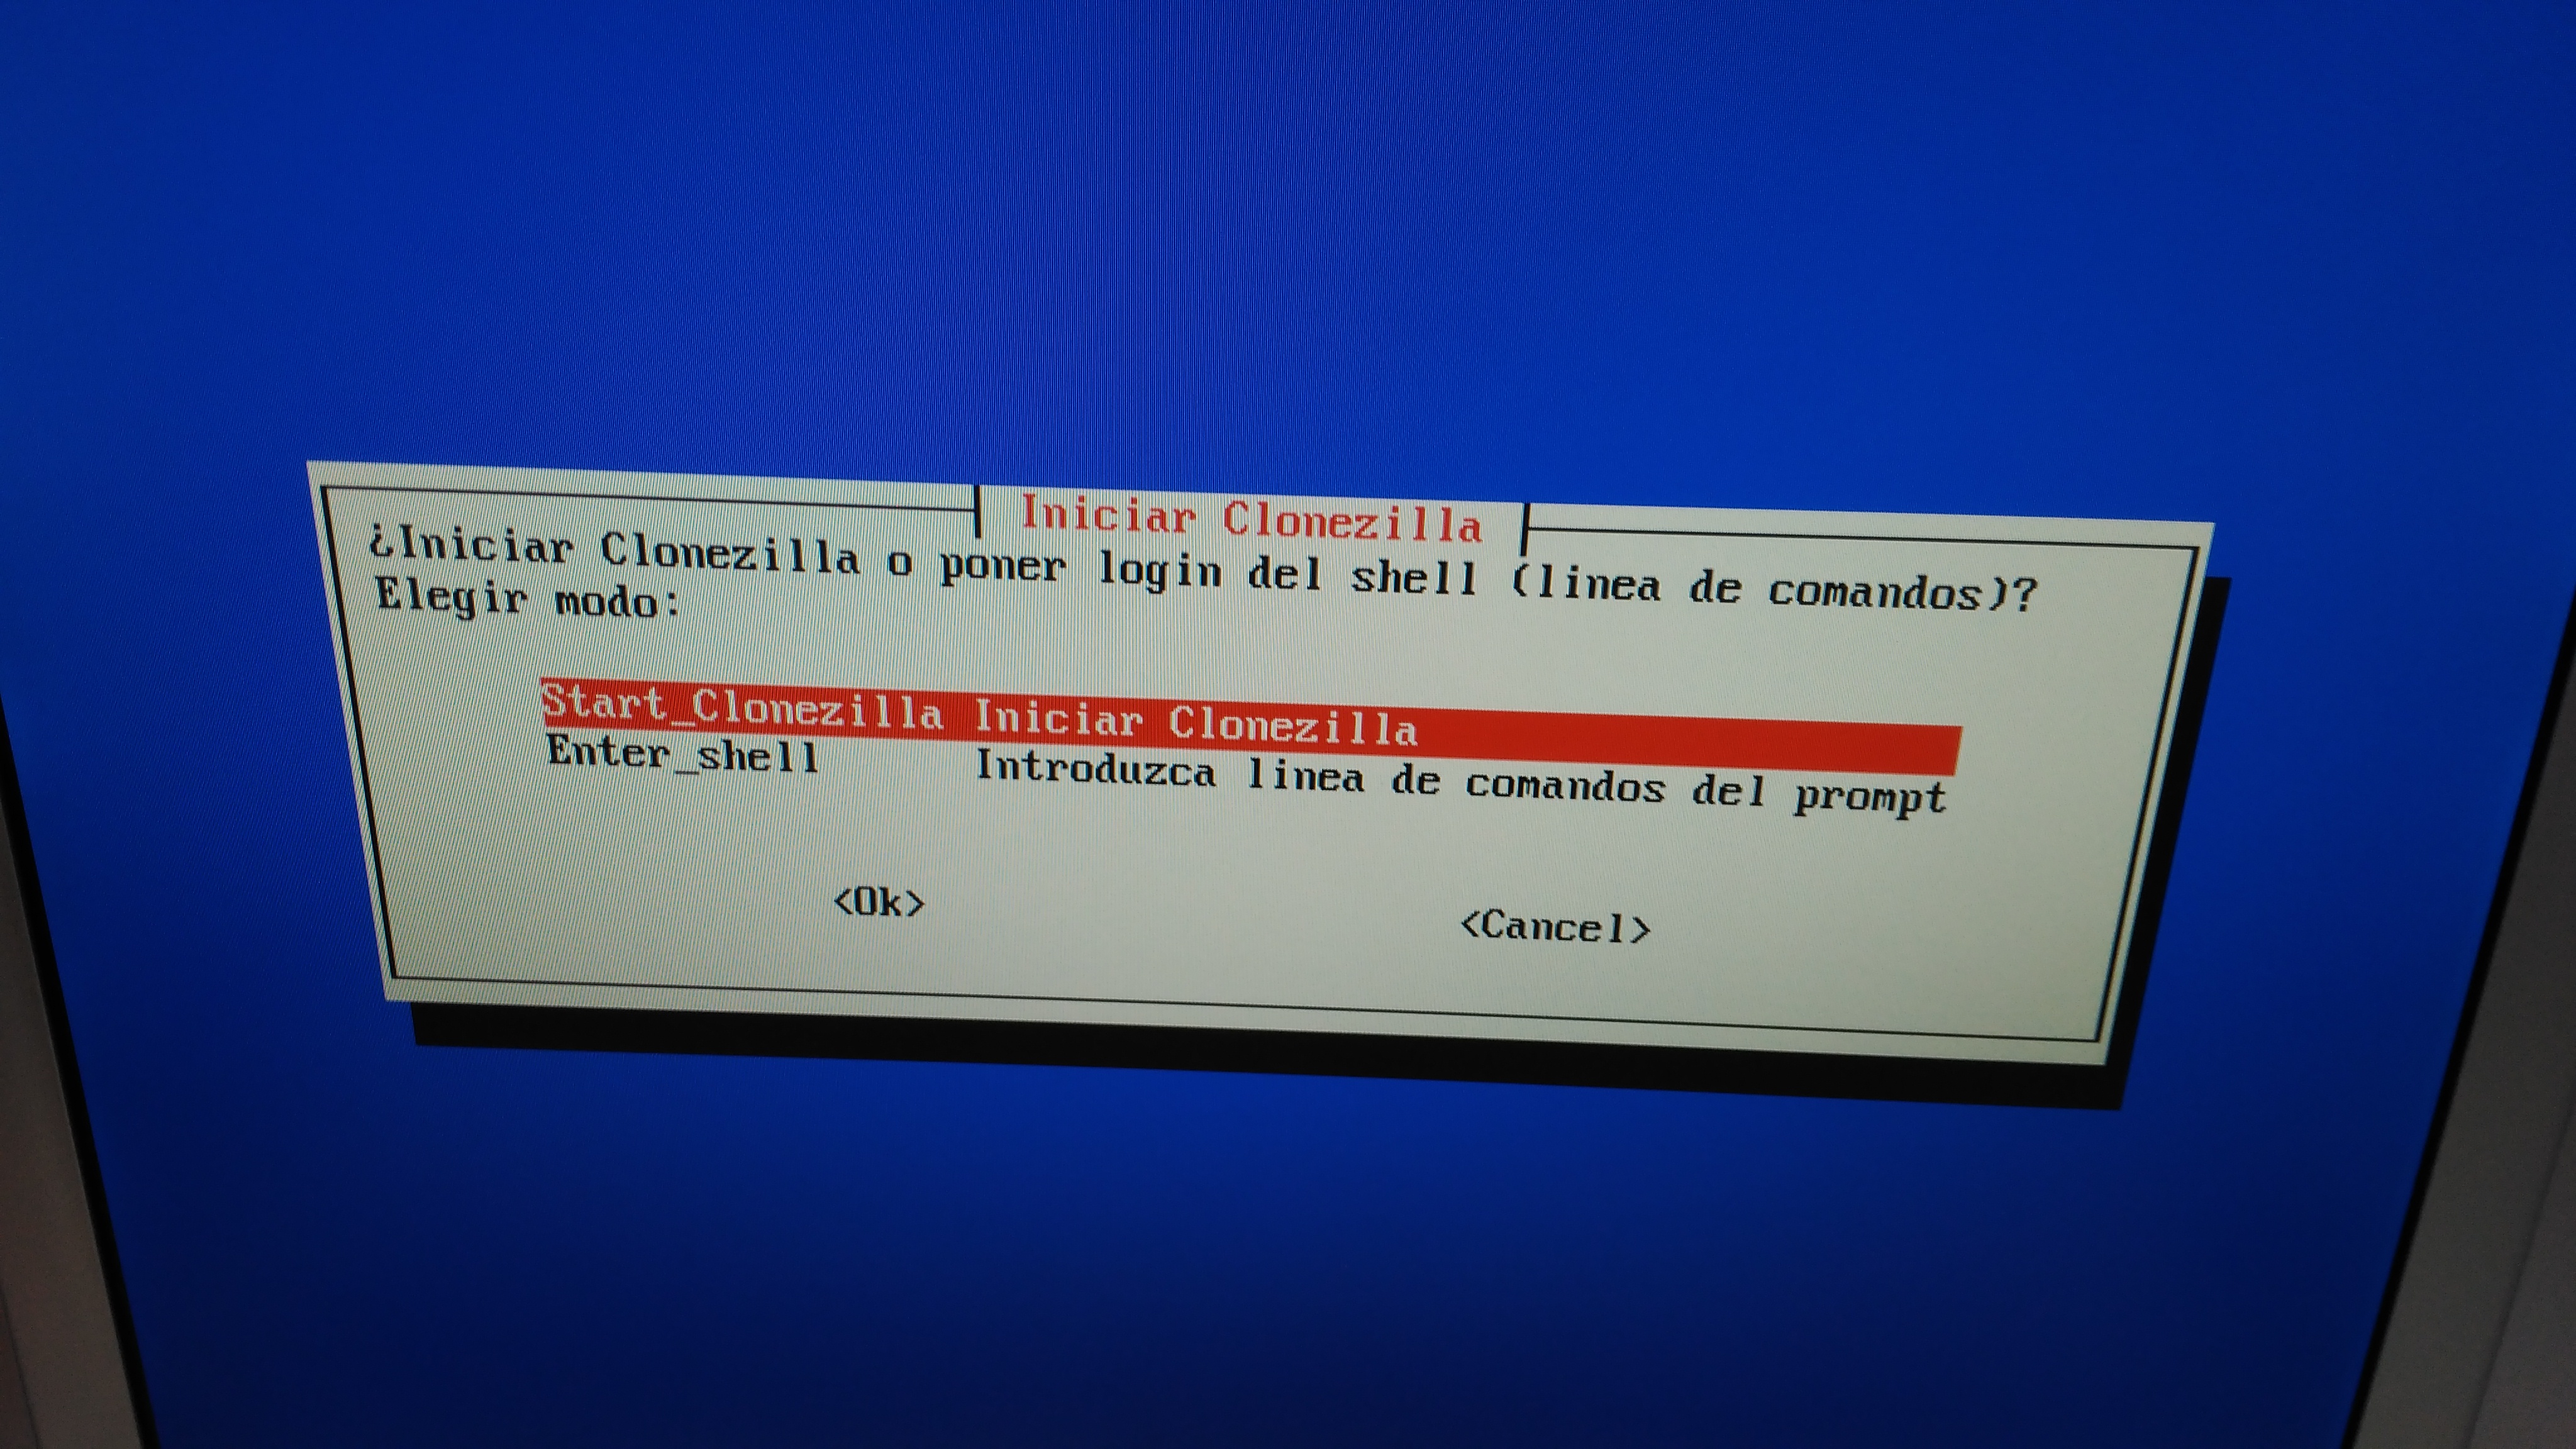 Iniciar Clonezilla
¿Iniciar Clonezilla o poner login del shell (linea de comandos)?
Elegir modo:
Start_Clonezilla Iniciar Clonezilla
Enter_shell Introduzca linea de comandos del prompt
<Ok> <Cancel>